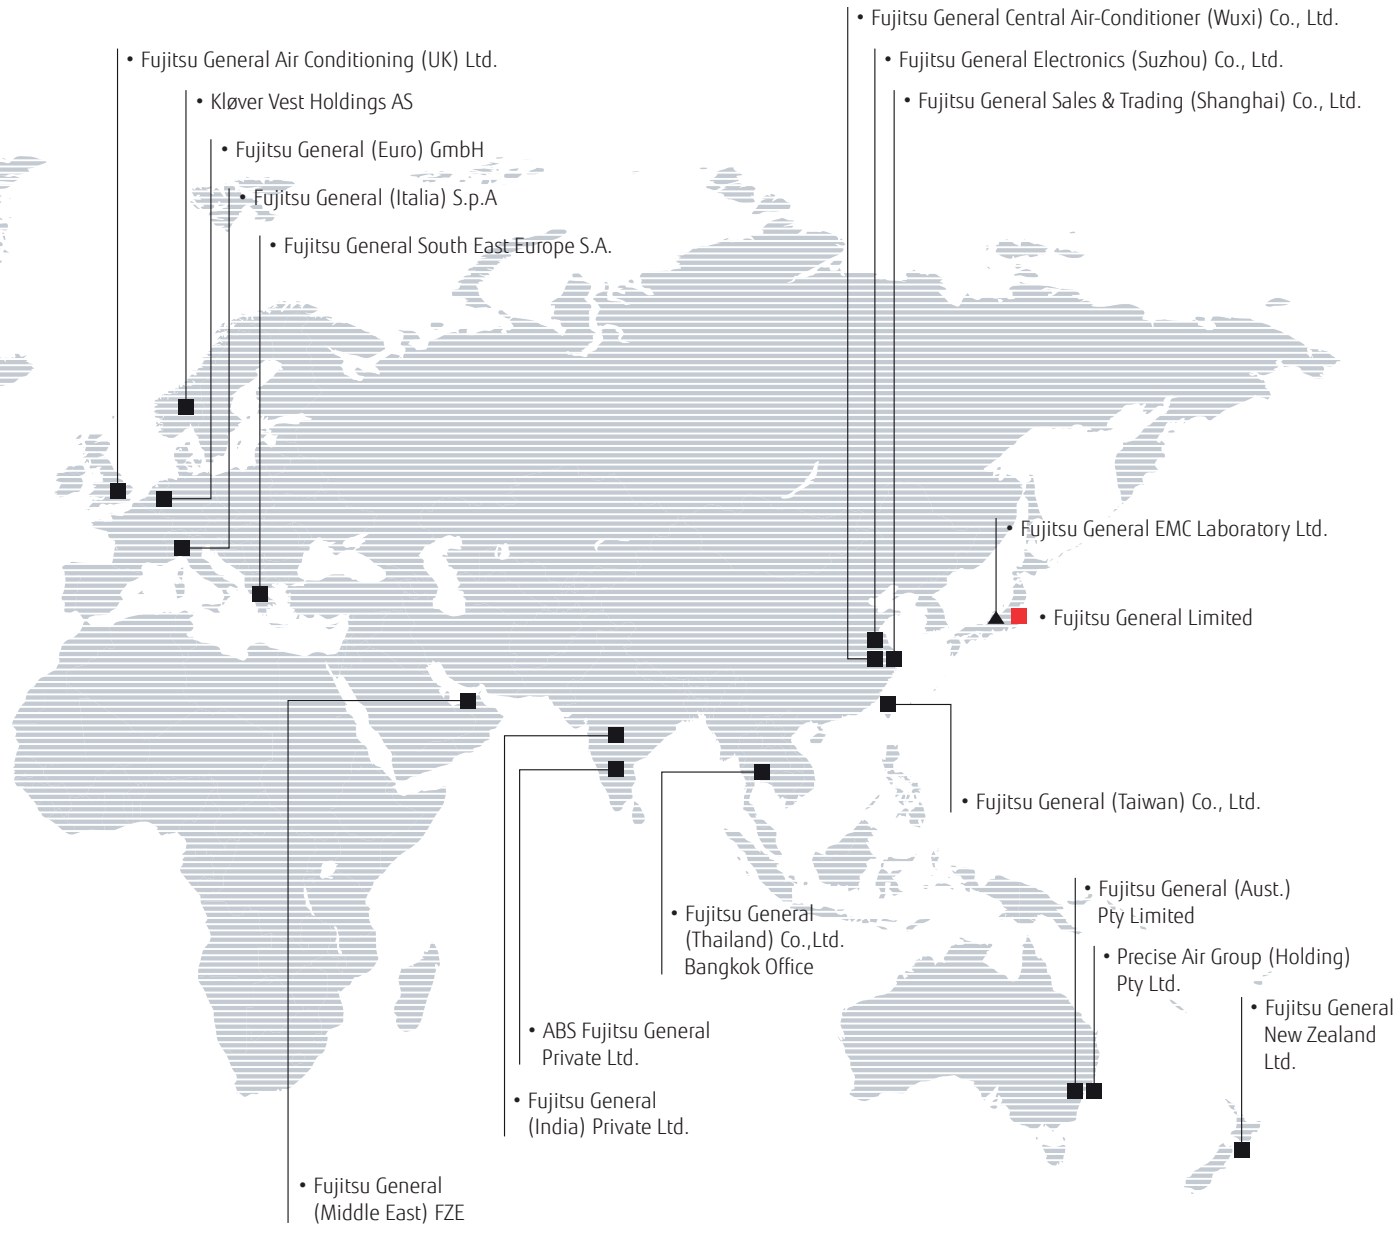 • Fujitsu General Central Air-Conditioner (Wuxi) Co., Ltd.
• Fujitsu General Air Conditioning (UK) Ltd.
• Fujitsu General Electronics (Suzhou) Co., Ltd.
• Kløver Vest Holdings AS
• Fujitsu General Sales & Trading (Shanghai) Co., Ltd.
• Fujitsu General (Euro) GmbH
• Fujitsu General (Italia) S.p.A
• Fujitsu General South East Europe S.A.
• Fujitsu General EMC Laboratory Ltd.
• Fujitsu General Limited
• Fujitsu General (Taiwan) Co., Ltd.
• Fujitsu General (Aust.)
Pty Limited
• Fujitsu General
(Thailand) Co.,Ltd.
Bangkok Office
• Precise Air Group (Holding)
Pty Ltd.
• Fujitsu General
New Zealand
Ltd.
• ABS Fujitsu General
Private Ltd.
• Fujitsu General
(India) Private Ltd.
• Fujitsu General
(Middle East) FZE